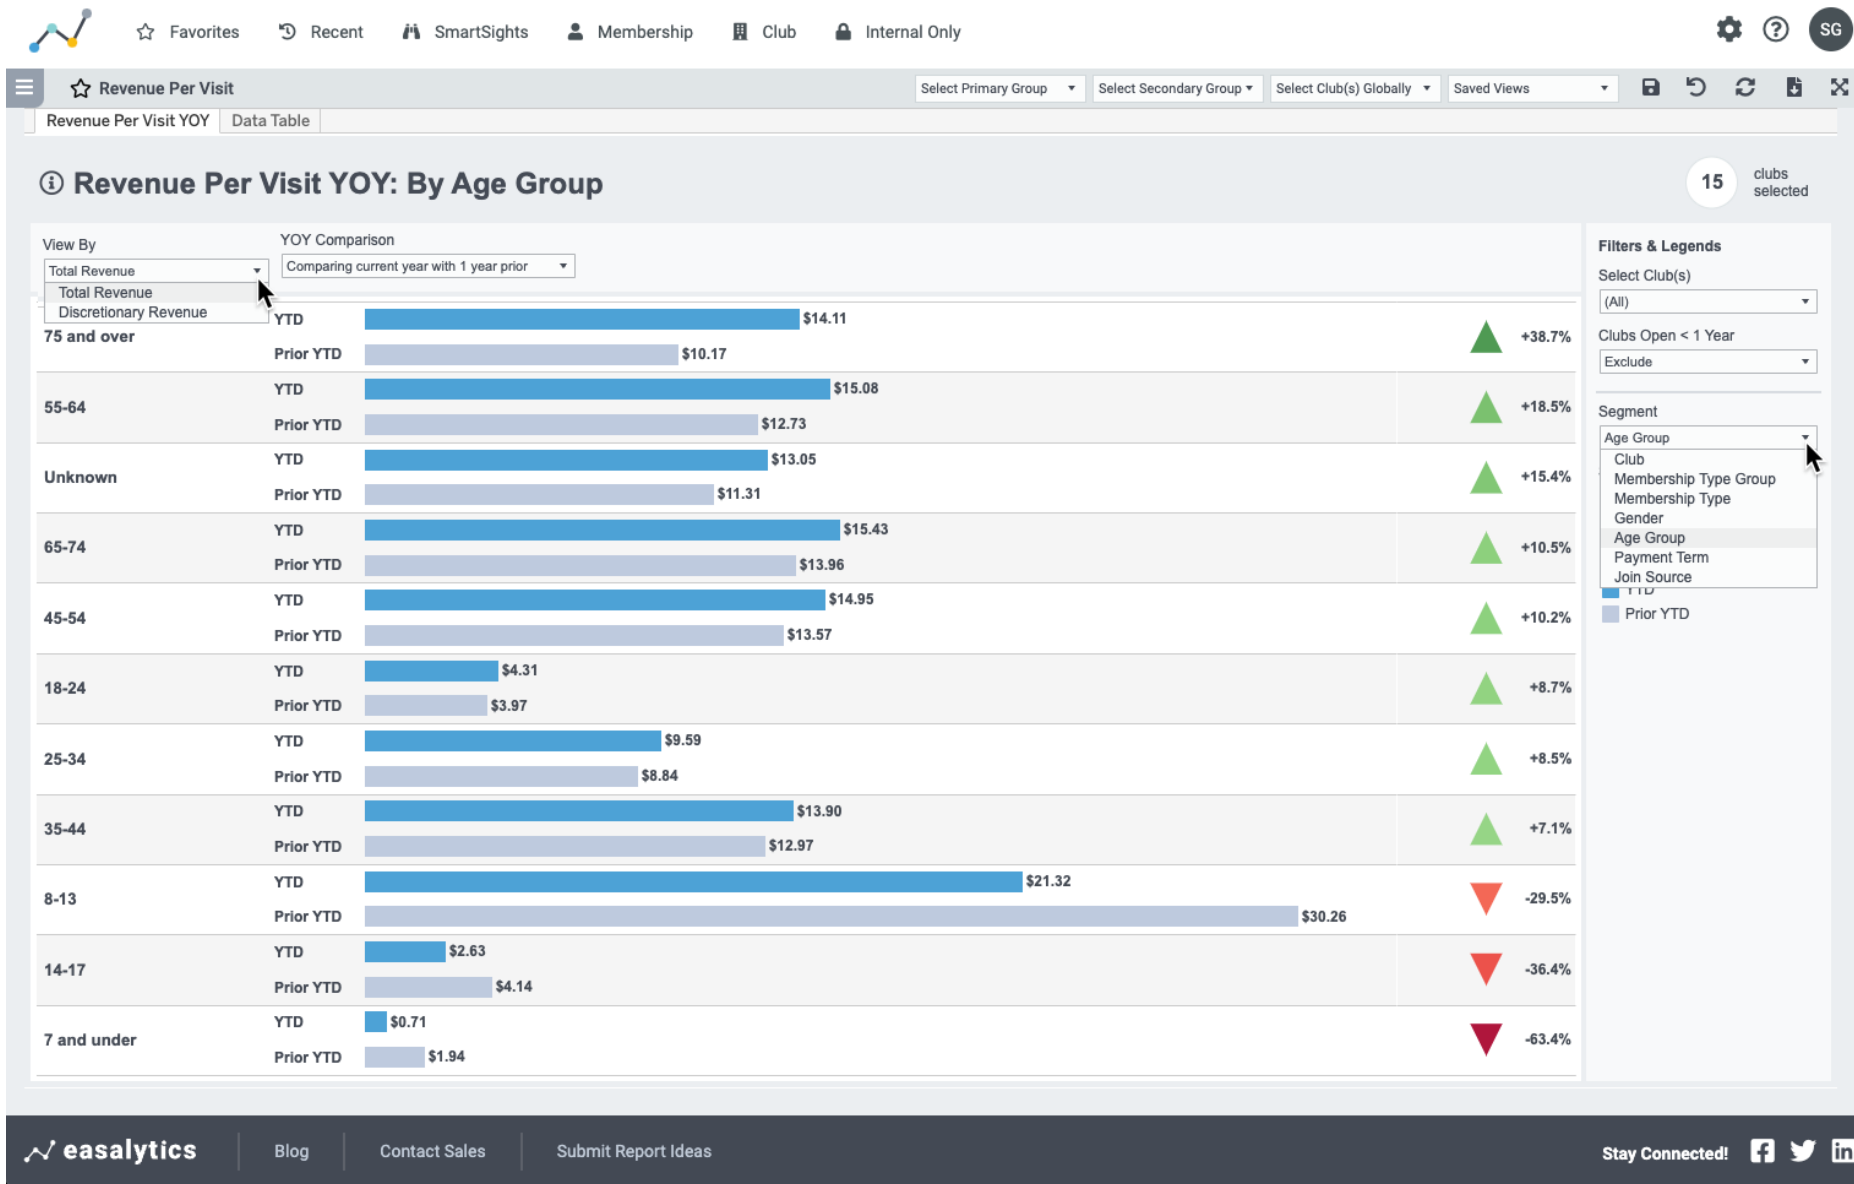 Favorites
Recent
SmartSights
Membership
Club
Internal Only
SG
Revenue Per Visit
Select Primary Group
Select Secondary Group
Select Club(s) Globally
Saved Views
Revenue Per Visit YOY
Data Table
Revenue Per Visit YOY: By Age Group
15
clubs
selected
View By
Total Revenue
Total Revenue
Discretionary Revenue
YOY Comparison
Comparing current year with 1 year prior
75 and over
YTD
$14.11
Prior YTD
$10.17
+38.7%
55-64
YTD
$15.08
Prior YTD
$12.73
+18.5%
Unknown
YTD
$13.05
Prior YTD
$11.31
+15.4%
65-74
YTD
$15.43
Prior YTD
$13.96
+10.5%
45-54
YTD
$14.95
Prior YTD
$13.57
+10.2%
18-24
YTD
$4.31
Prior YTD
$3.97
+8.7%
25-34
YTD
$9.59
Prior YTD
$8.84
+8.5%
35-44
YTD
$13.90
Prior YTD
$12.97
+7.1%
8-13
YTD
$21.32
Prior YTD
$30.26
-29.5%
14-17
YTD
$2.63
Prior YTD
$4.14
-36.4%
7 and under
YTD
$0.71
Prior YTD
$1.94
-63.4%
Filters & Legends
Select Club(s)
(All)
Clubs Open < 1 Year
Exclude
Segment
Age Group
Club
Membership Type Group
Membership Type
Gender
Age Group
Payment Term
Join Source
YTD
Prior YTD
easalytics
Blog
Contact Sales
Submit Report Ideas
Stay Connected!
in